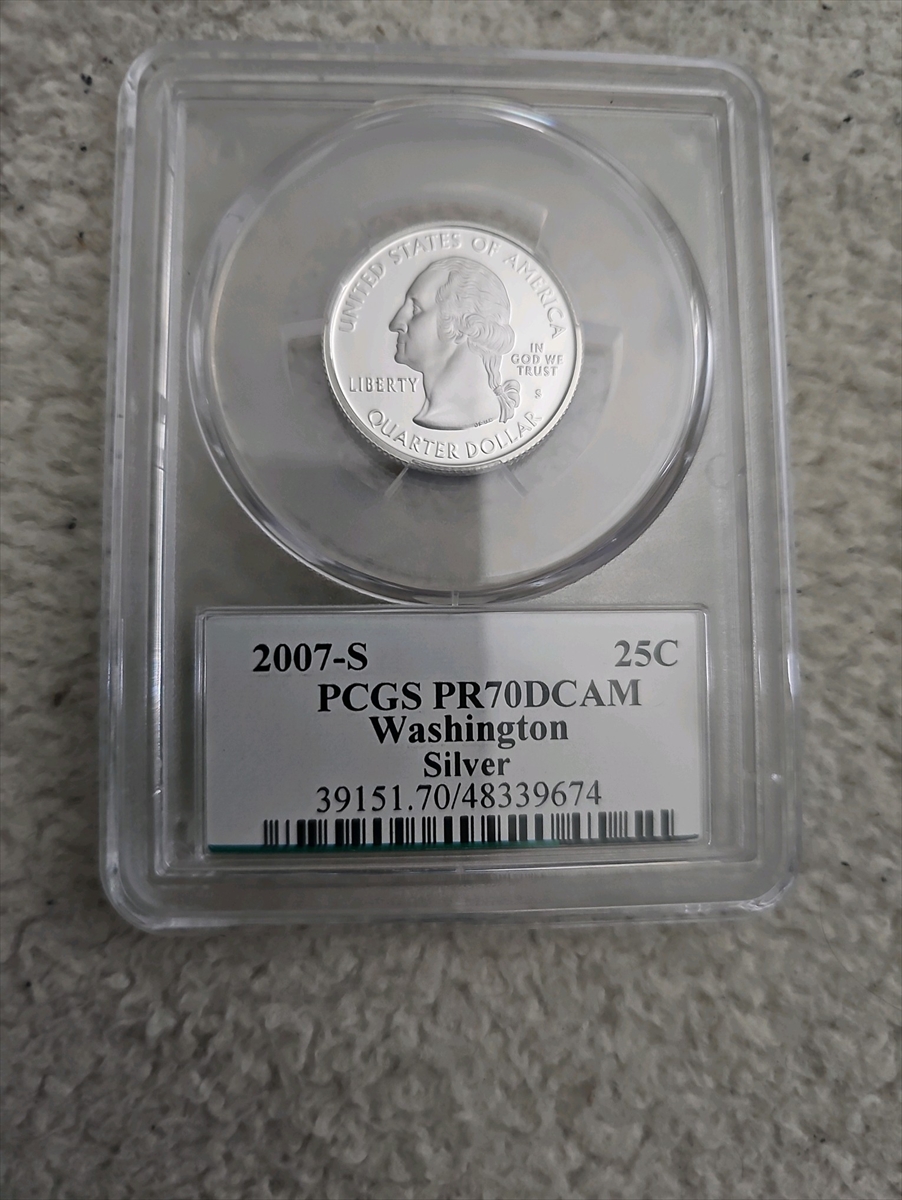 UNITED STATES OF AMERICA
IN
GOD WE
TRUST
LIBERTY
S
QUARTER DOLLAR
2007-S 25C
PCGS PR70DCAM
Washington
Silver
39151.70/48339674